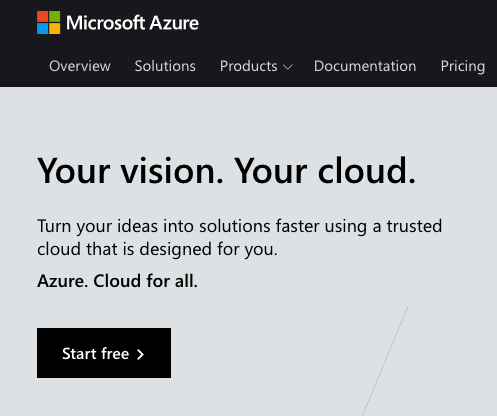 Microsoft Azure
Overview Solutions Products Documentation Pricing
Your vision. Your cloud.
Turn your ideas into solutions faster using a trusted
cloud that is designed for you.
Azure. Cloud for all.
Start free